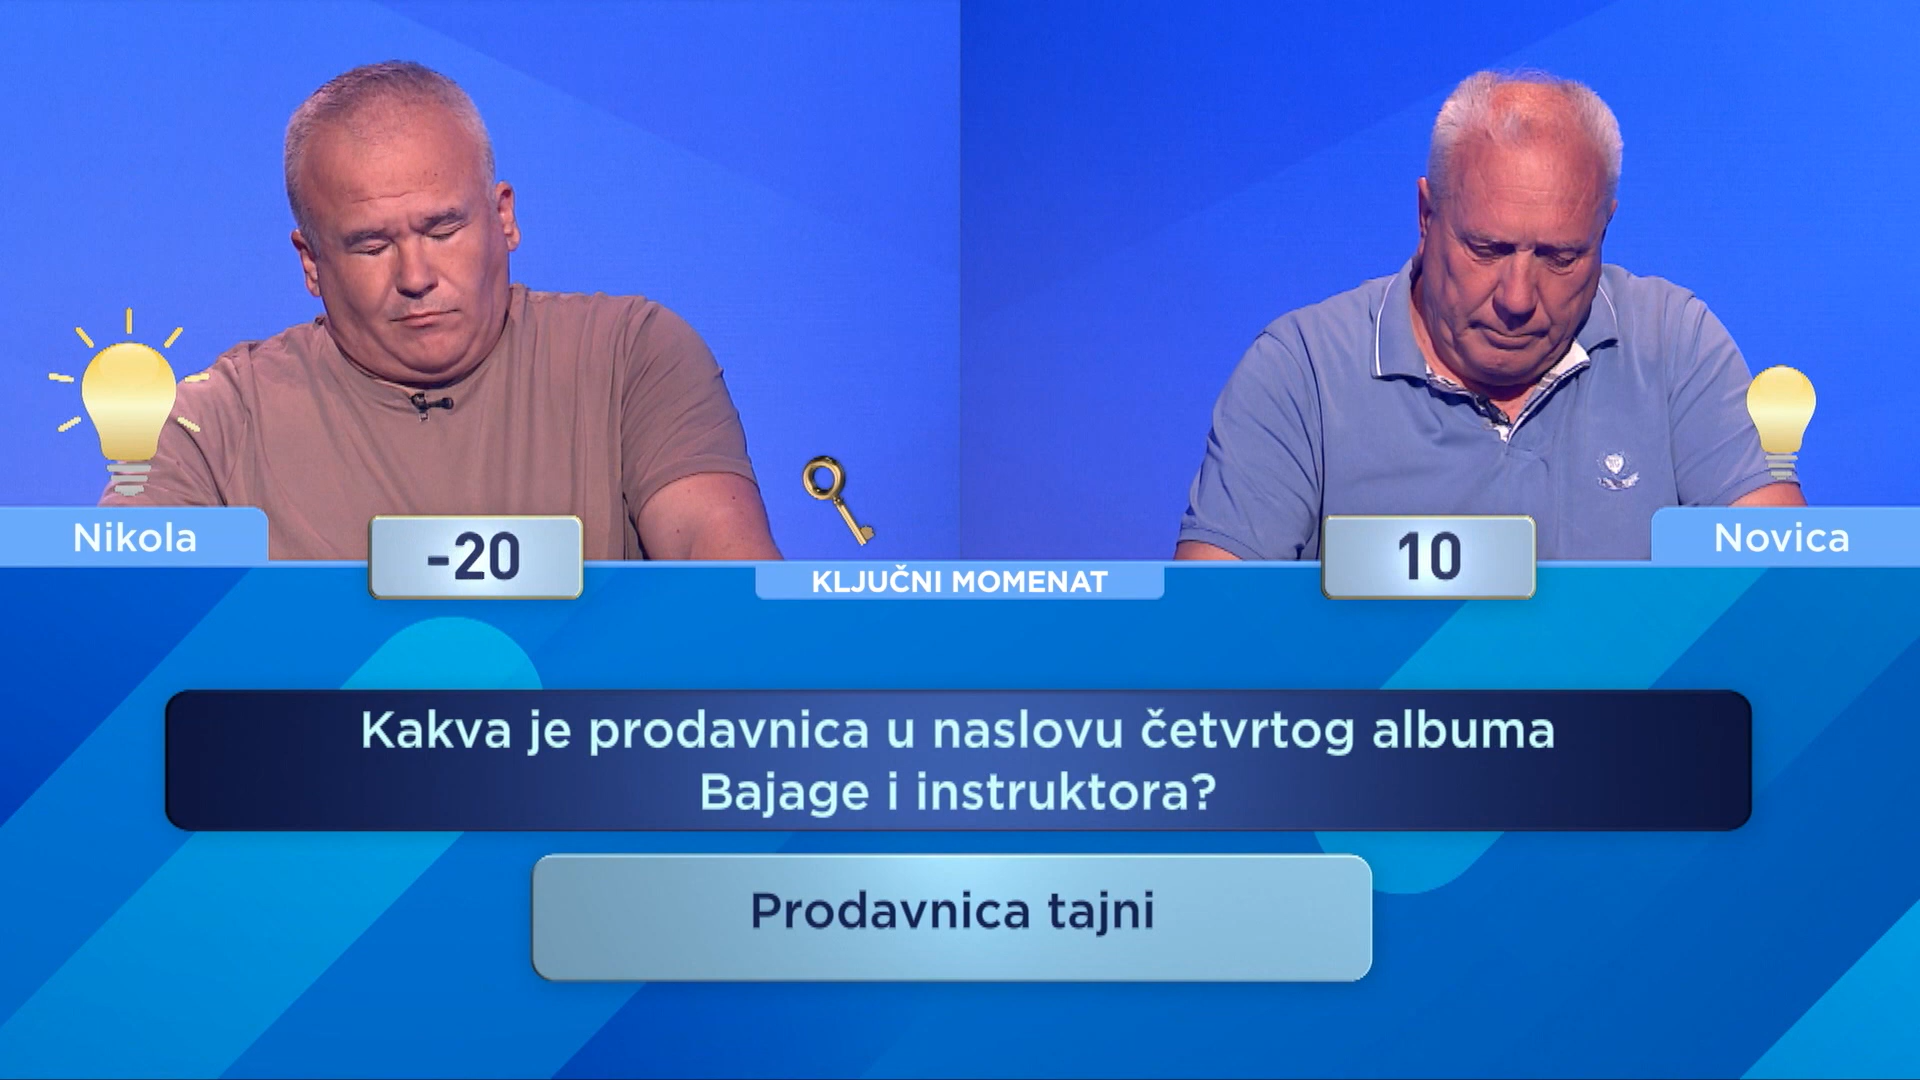 Nikola
-20
KLJUČNI MOMENAT
10
Novica
Kakva je prodavnica u naslovu četvrtog albuma
Bajage i instruktora?
Prodavnica tajni